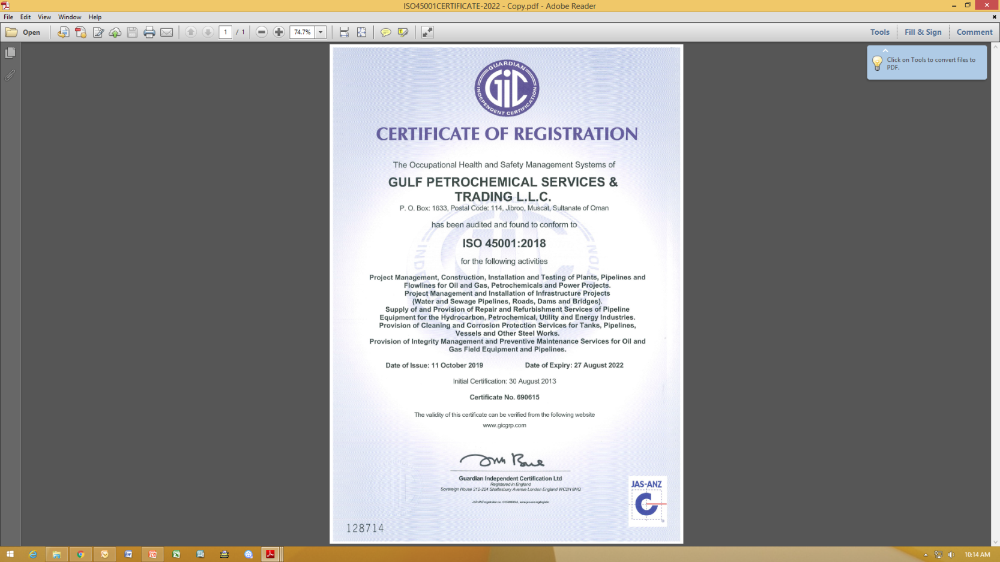 ISO45001CERTIFICATE-2022 - Copy.pdf - Adobe Reader
File Edit View Window Help
Open 1 / 1 74.7% Tools Fill & Sign Comment
Click on Tools to convert files to
PDF.
GUARDIAN
GiC
INDEPENDENT CERTIFICATION
CERTIFICATE OF REGISTRATION
The Occupational Health and Safety Management Systems of
GULF PETROCHEMICAL SERVICES &
TRADING L.L.C.
P. O. Box: 1633, Postal Code: 114, Jibroo, Muscat, Sultanate of Oman
has been audited and found to conform to
ISO 45001:2018
for the following activities
Project Management, Construction, Installation and Testing of Plants, Pipelines and
Flowlines for Oil and Gas, Petrochemicals and Power Projects.
Project Management and Installation of Infrastructure Projects
(Water and Sewage Pipelines, Roads, Dams and Bridges).
Supply of and Provision of Repair and Refurbishment Services of Pipeline
Equipment for the Hydrocarbon, Petrochemical, Utility and Energy Industries.
Provision of Cleaning and Corrosion Protection Services for Tanks, Pipelines,
Vessels and Other Steel Works.
Provision of Integrity Management and Preventive Maintenance Services for Oil and
Gas Field Equipment and Pipelines.
Date of Issue: 11 October 2019 Date of Expiry: 27 August 2022
Initial Certification: 30 August 2013
Certificate No. 690615
The validity of this certificate can be verified from the following website
www.gicgrp.com
Guardian Independent Certification Ltd
Registered in England
Sovereign House 212-224 Shaftesbury Avenue London England WC2H 8HQ
JAS-ANZ
128714
10:14 AM